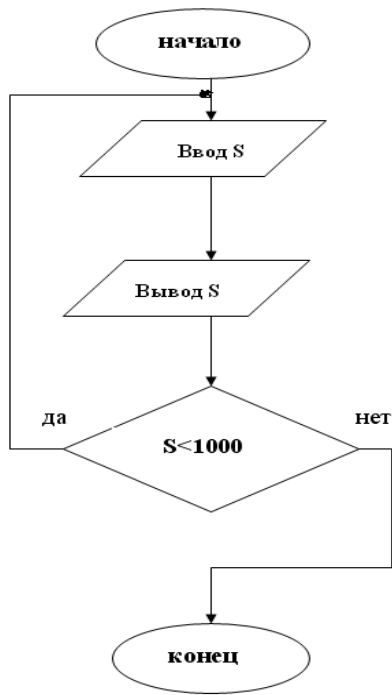 начало
Ввод S
Вывод S
да
нет
S<1000
конец